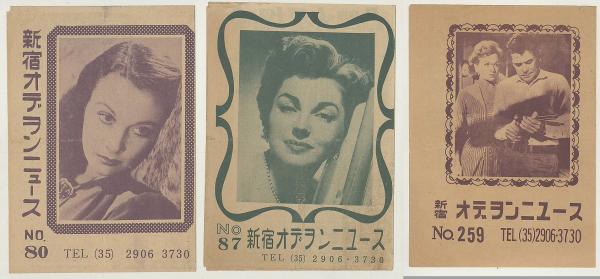 新宿オデヲンニュース
NO.
80
TEL (35) 2906 3730
NO
87
新宿オデヲンニュース
TEL (35) 2906-3730
新宿
オデヲンニユース
No. 259
TEL (35) 2906-3730